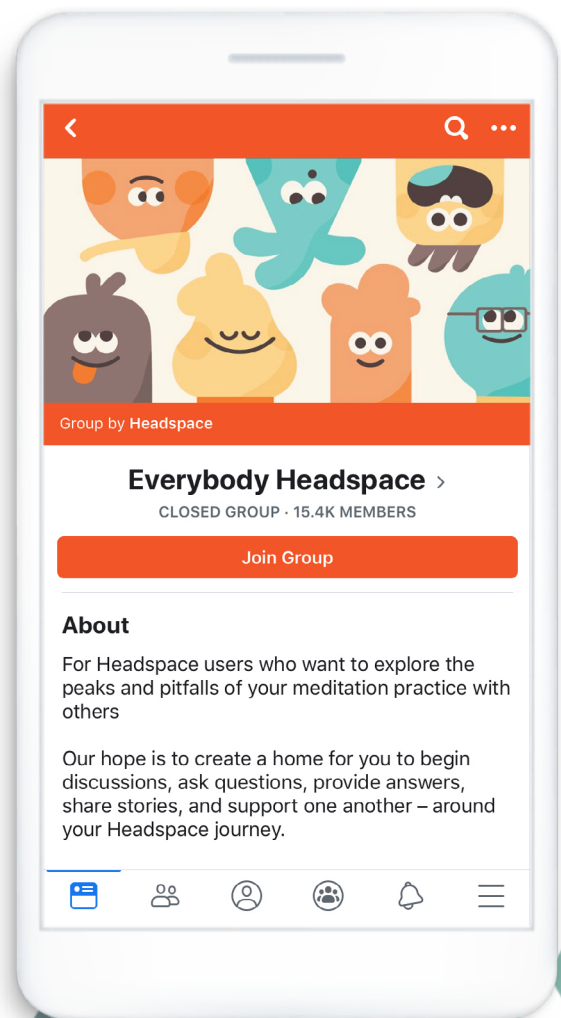 Group by Headspace
Everybody Headspace
CLOSED GROUP · 15.4K MEMBERS
Join Group
About
For Headspace users who want to explore the
peaks and pitfalls of your meditation practice with
others
Our hope is to create a home for you to begin
discussions, ask questions, provide answers,
share stories, and support one another – around
your Headspace journey.